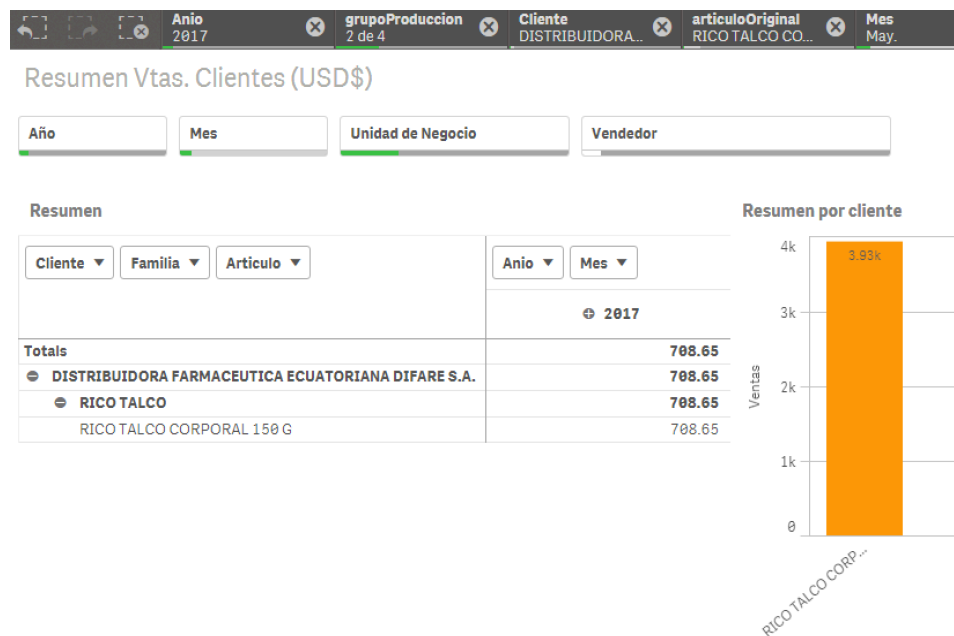 Anio
2017
grupoProduccion
2 de 4
Cliente
DISTRIBUIDORA...
articuloOriginal
RICO TALCO CO...
Mes
May.
Resumen Vtas. Clientes (USD$)
Año
Mes
Unidad de Negocio
Vendedor
Resumen
Cliente
Familia
Articulo
Anio
Mes
2017
Totals 708.65
DISTRIBUIDORA FARMACEUTICA ECUATORIANA DIFARE S.A. 708.65
RICO TALCO 708.65
RICO TALCO CORPORAL 150 G 708.65
Resumen por cliente
4k
3.93k
3k
Ventas
2k
1k
0
RICO TALCO CORP...